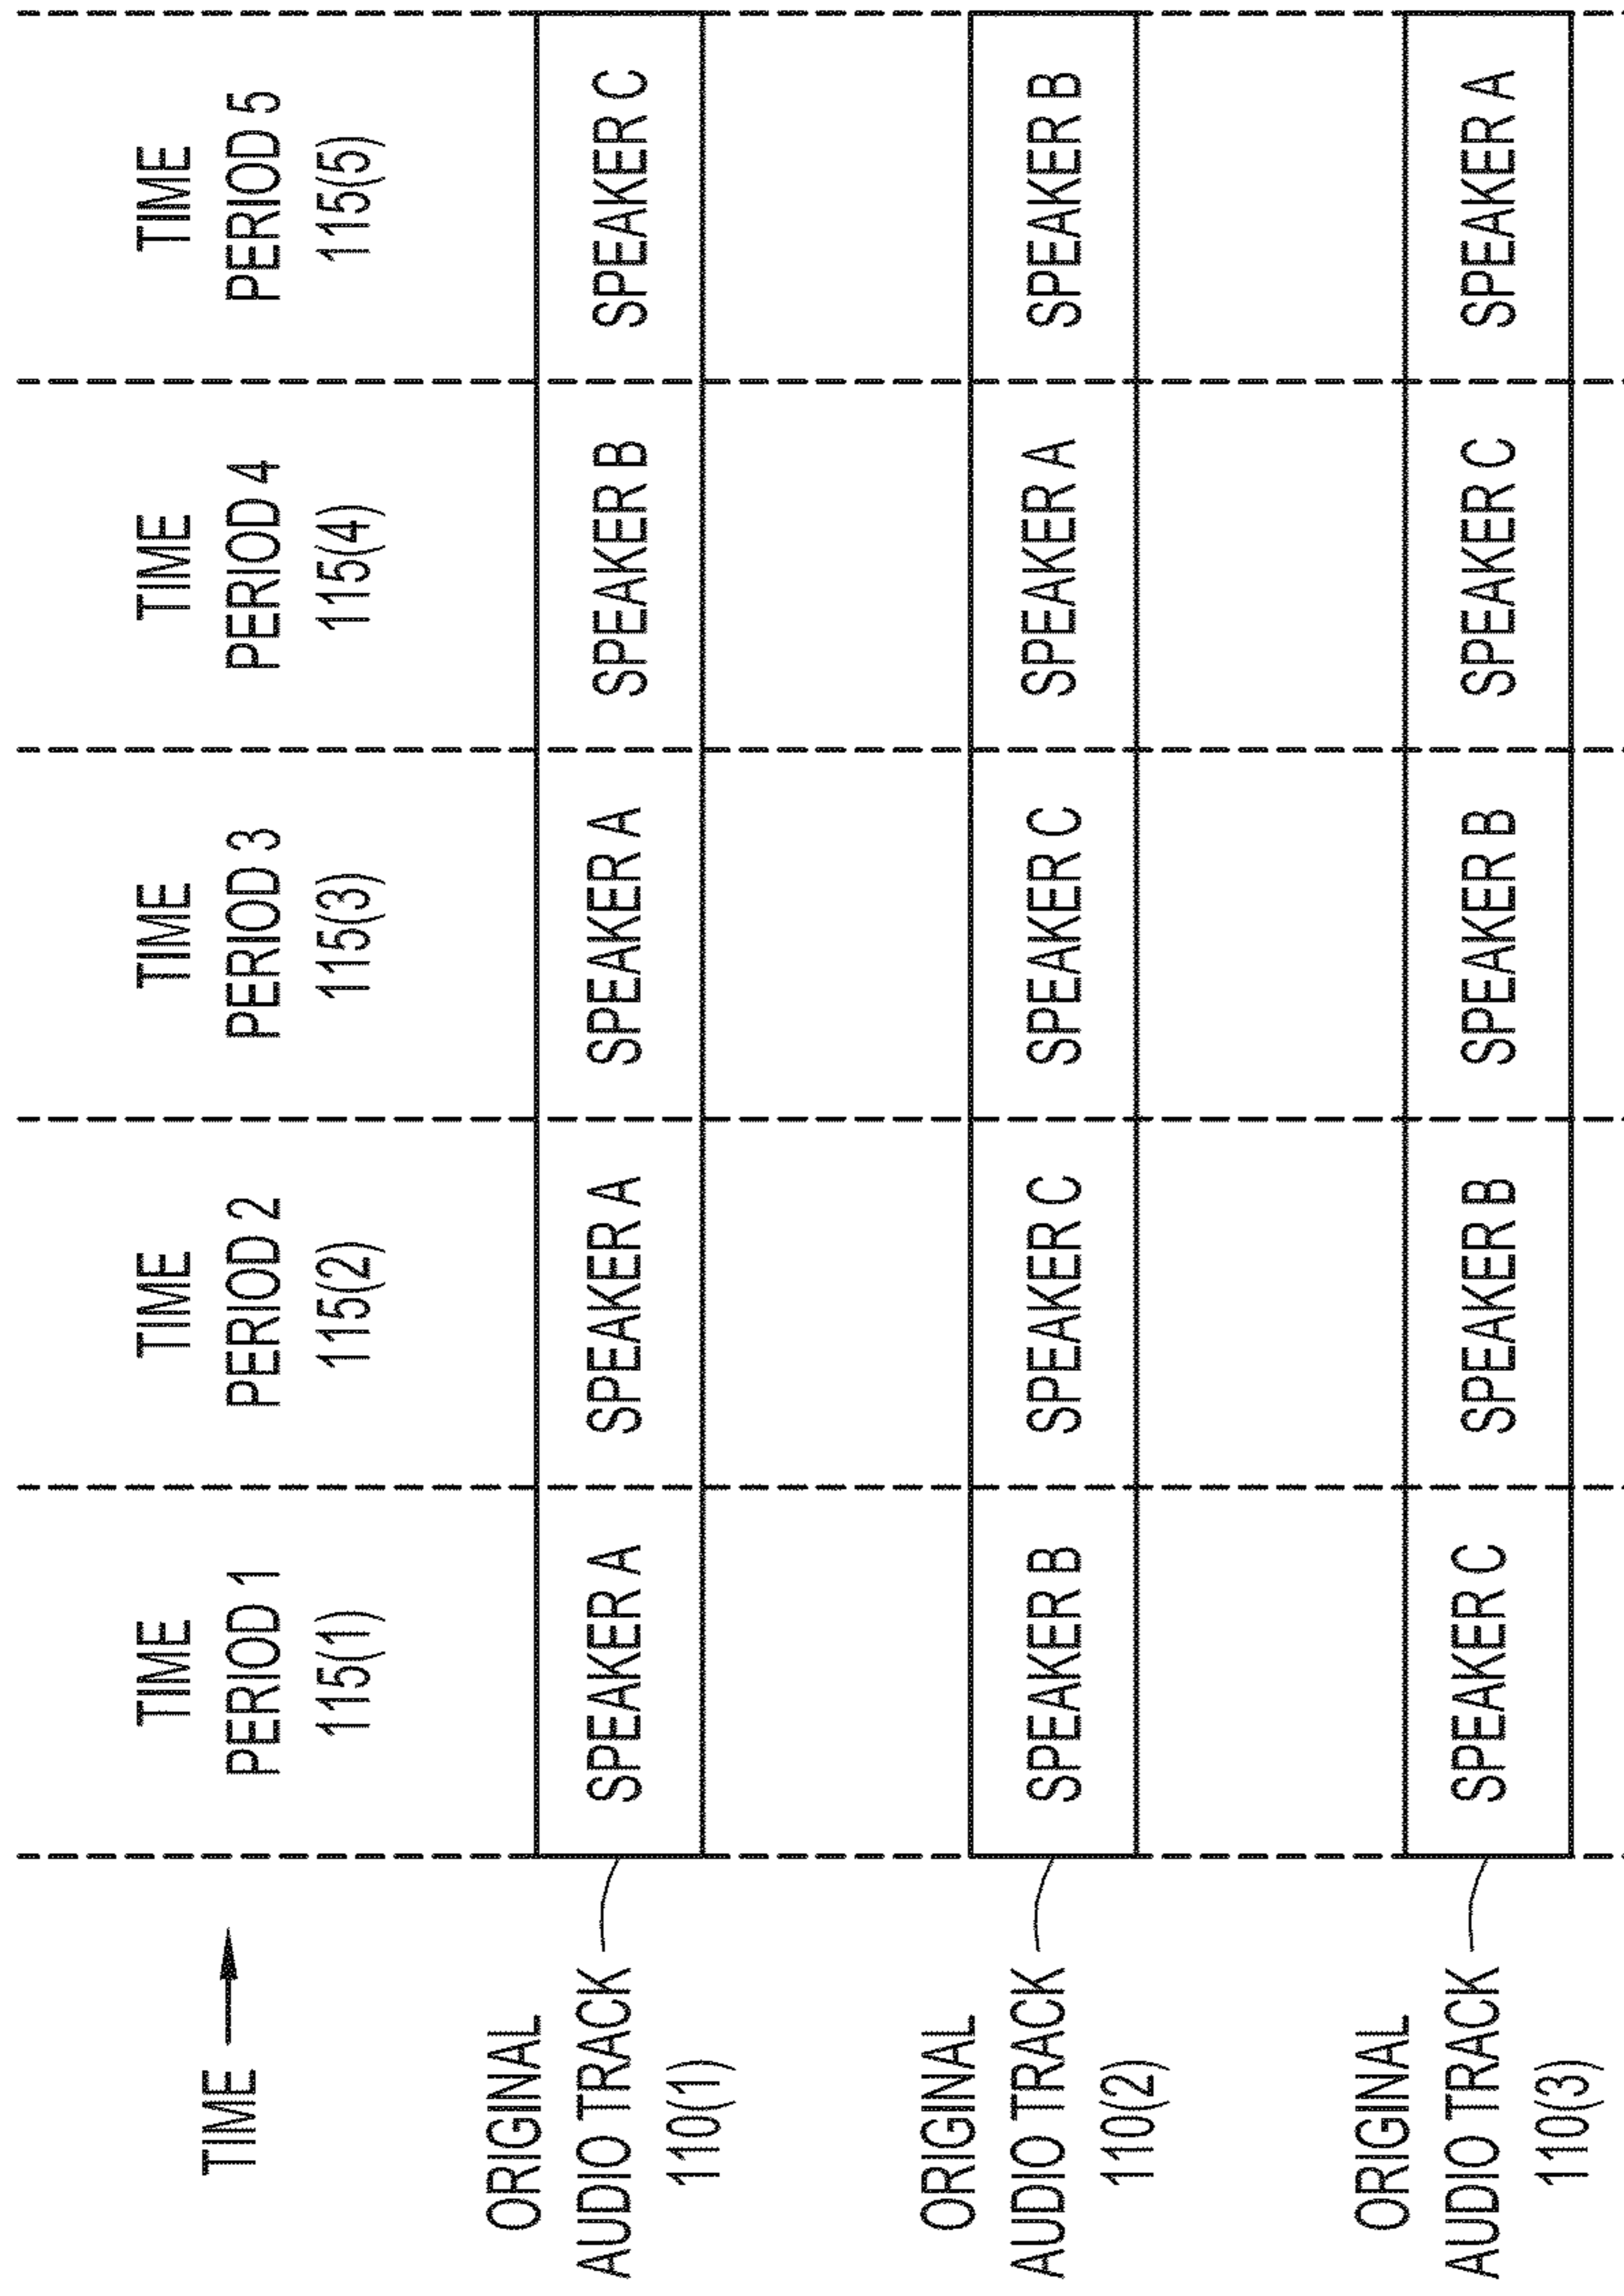 TIME
TIME
PERIOD 1
115(1)
TIME
PERIOD 2
115(2)
TIME
PERIOD 3
115(3)
TIME
PERIOD 4
115(4)
TIME
PERIOD 5
115(5)
ORIGINAL
AUDIO TRACK
110(1)
SPEAKER A
SPEAKER A
SPEAKER A
SPEAKER B
SPEAKER C
ORIGINAL
AUDIO TRACK
110(2)
SPEAKER B
SPEAKER C
SPEAKER C
SPEAKER A
SPEAKER B
ORIGINAL
AUDIO TRACK
110(3)
SPEAKER C
SPEAKER B
SPEAKER B
SPEAKER C
SPEAKER A